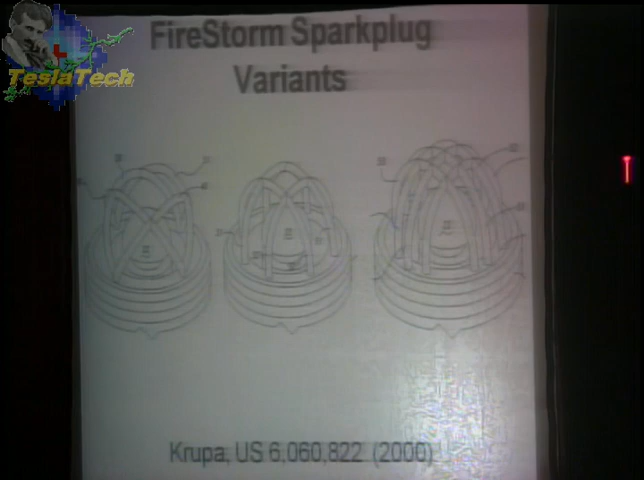 TeslaTech
FireStorm Sparkplug
Variants
Krupa, US 6,060,822 (2000)